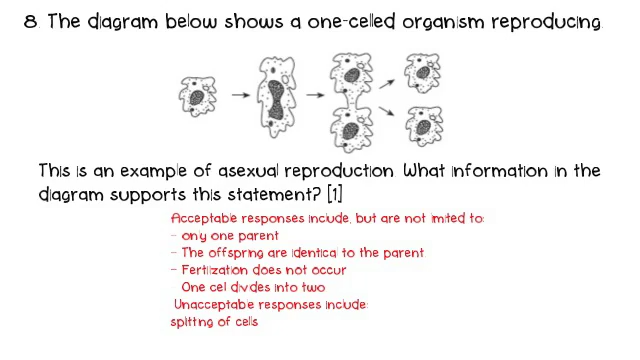 8. The diagram below shows a one-celled organism reproducing.
This is an example of asexual reproduction. What information in the
diagram supports this statement? [1]
Acceptable responses include, but are not limited to:
- only one parent
- The offspring are identical to the parent
- Fertilization does not occur
One cell divides into two
Unacceptable responses include:
spitting of cells